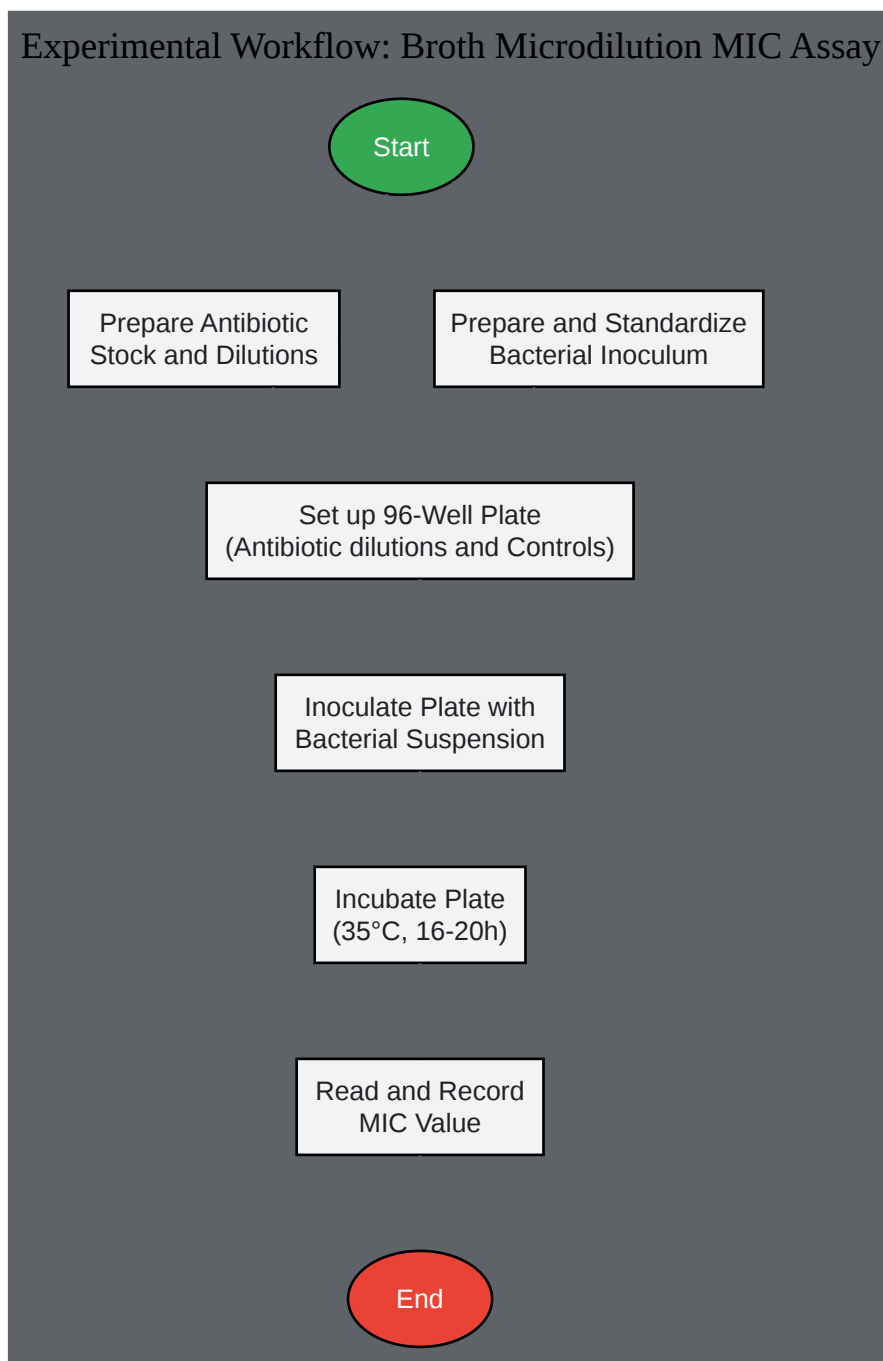 Experimental Workflow: Broth Microdilution MIC Assay
Start
Prepare Antibiotic
Stock and Dilutions
Prepare and Standardize
Bacterial Inoculum
Set up 96-Well Plate
(Antibiotic dilutions and Controls)
Inoculate Plate with
Bacterial Suspension
Incubate Plate
(35°C, 16-20h)
Read and Record
MIC Value
End